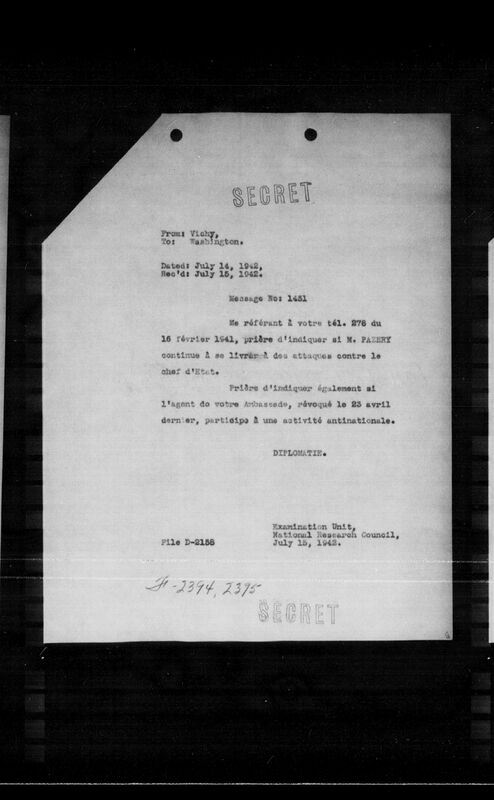 SECRET
From: Vichy,
To: Washington.
Dated: July 14, 1942,
Rec'd: July 15, 1942.
Message No: 1451
Me référant à votre tél. 278 du
16 février 1941, prière d'indiquer si M. PAZERY
continue à se livrer à des attaques contre le
chef d'Etat.
Prière d'indiquer également si
l'agent de votre Ambassade, révoqué le 23 avril
dernier, participe à une activité antinationale.
DIPLOMATIE.
Examination Unit,
National Research Council,
File D-2158 July 15, 1942.
F-2394, 2395
SECRET